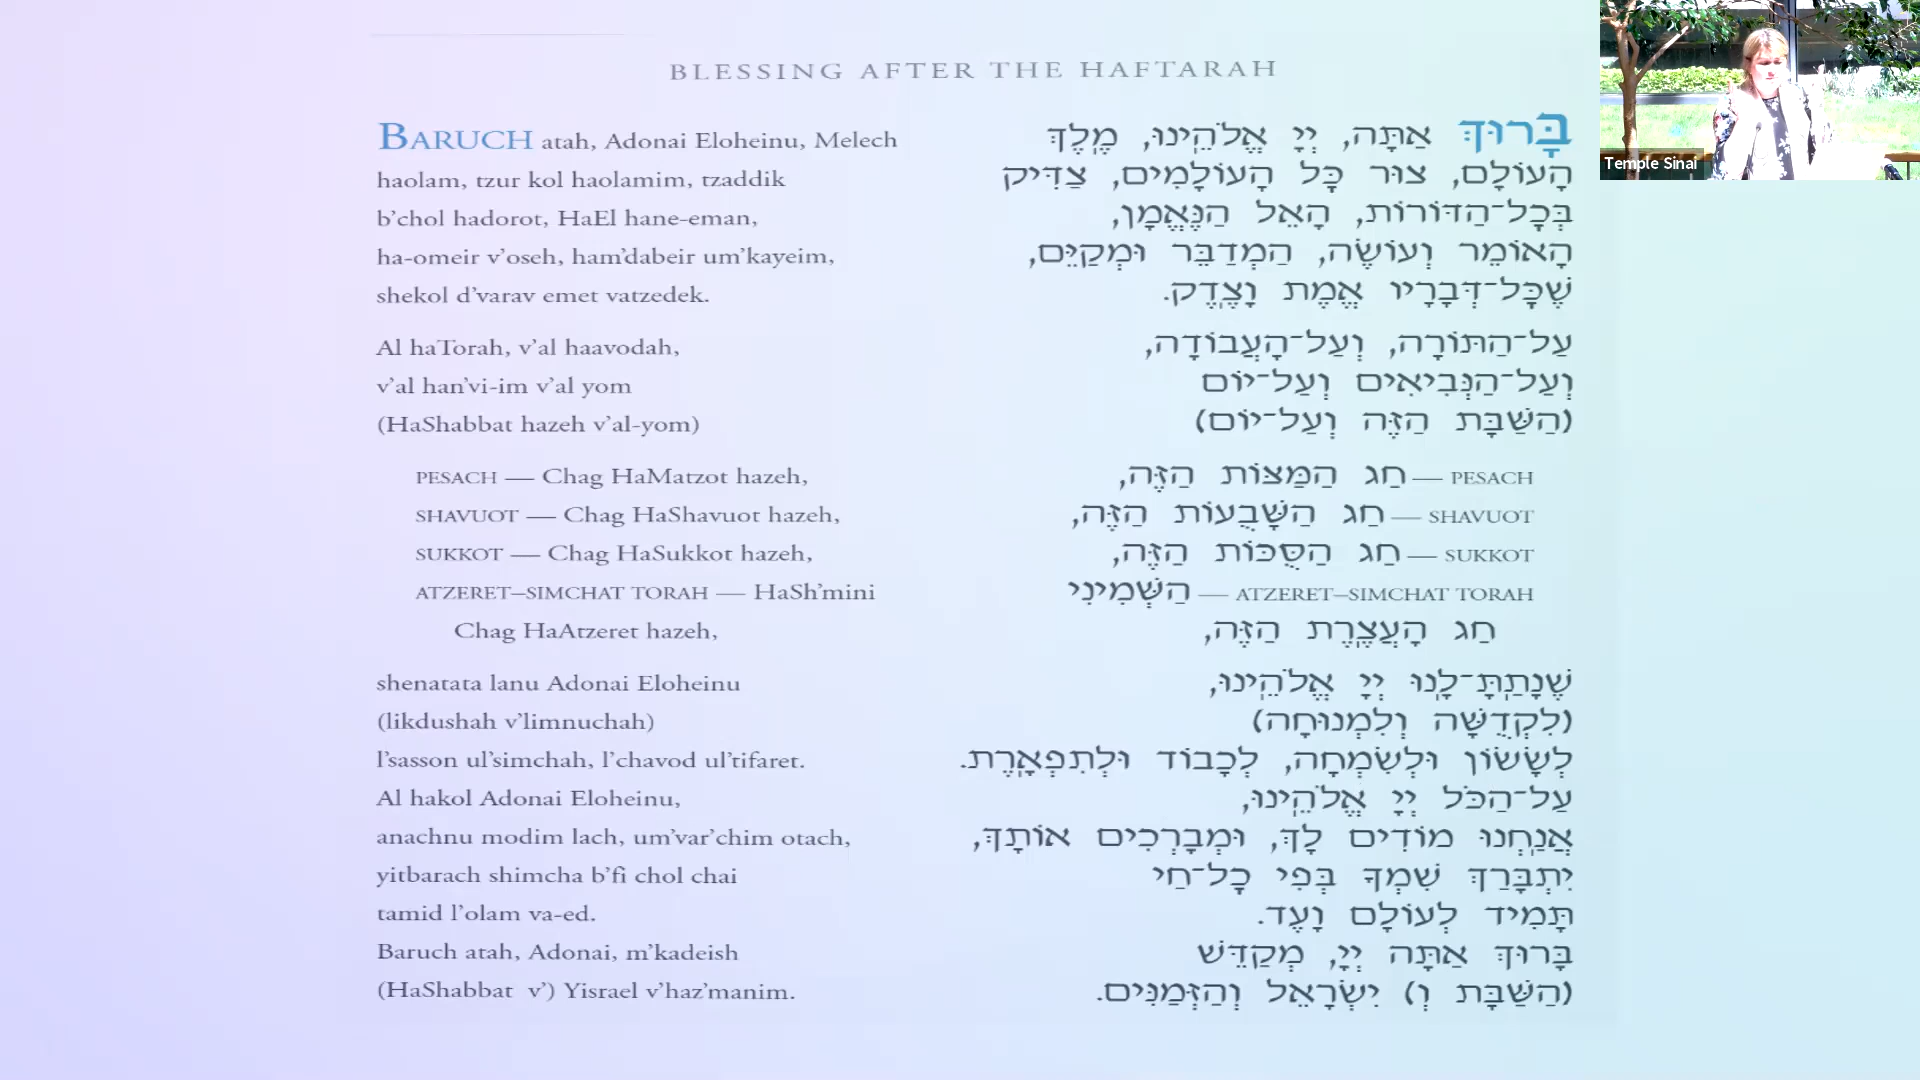 BLESSING AFTER THE HAFTARAH
BARUCH atah, Adonai Eloheinu, Melech
haolam, tzur kol haolamim, tzaddik
b’chol hadorot, HaEl hane-eman,
ha-omeir v’oseh, ham’dabeir um’kayeim,
shekol d’varav emet vatzedek.
Al haTorah, v’al haavodah,
v’al han’vi-im v’al yom
(HaShabbat hazeh v’al-yom)
PESACH — Chag HaMatzot hazeh,
SHAVUOT — Chag HaShavuot hazeh,
SUKKOT — Chag HaSukkot hazeh,
ATZERET–SIMCHAT TORAH — HaSh’mini
Chag HaAtzeret hazeh,
shenatata lanu Adonai Eloheinu
(likdushah v’limnuchah)
l’sasson ul’simchah, l’chavod ul’tifaret.
Al hakol Adonai Eloheinu,
anachnu modim lach, um’var’chim otach,
yitbarach shimcha b’fi chol chai
tamid l’olam va-ed.
Baruch atah, Adonai, m’kadeish
(HaShabbat v’) Yisrael v’haz’manim.
בָּרוּךְ אַתָּה, יְיָ אֱלֹהֵֽינוּ, מֶֽלֶךְ
הָעוֹלָם, צוּר כׇּל הָעוֹלָמִים, צַדִּיק
בְּכׇל־הַדּוֹרוֹת, הָאֵל הַנֶּאֱמָן,
הָאוֹמֵר וְעוֹשֶׂה, הַמְדַבֵּר וּמְקַיֵּם,
שֶׁכׇּל־דְּבָרָיו אֱמֶת וָצֶֽדֶק.
עַל־הַתּוֹרָה, וְעַל־הָעֲבוֹדָה,
וְעַל־הַנְּבִיאִים וְעַל־יוֹם
(הַשַּׁבָּת הַזֶּה וְעַל־יוֹם)
PESACH — חַג הַמַּצּוֹת הַזֶּה,
SHAVUOT — חַג הַשָּׁבֻעוֹת הַזֶּה,
SUKKOT — חַג הַסֻּכּוֹת הַזֶּה,
ATZERET–SIMCHAT TORAH — הַשְּׁמִינִי
חַג הָעֲצֶֽרֶת הַזֶּה,
שֶׁנָתַֽתָּ־לָֽנוּ יְיָ אֱלֹהֵֽינוּ,
(לִקְדֻשָּׁה וְלִמְנוּחָה)
לְשָׂשׂוֹן וּלְשִׂמְחָה, לְכָבוֹד וּלְתִפְאָֽרֶת.
עַל־הַכֹּל יְיָ אֱלֹהֵֽינוּ,
אֲנַֽחְנוּ מוֹדִים לָךְ, וּמְבָרְכִים אוֹתָךְ,
יִתְבָּרַךְ שִׁמְךָ בְּפִי כׇל־חַי
תָּמִיד לְעוֹלָם וָעֶד.
בָּרוּךְ אַתָּה יְיָ, מְקַדֵּשׁ
(הַשַּׁבָּת וְ) יִשְׂרָאֵל וְהַזְּמַנִּים.
Temple Sinai